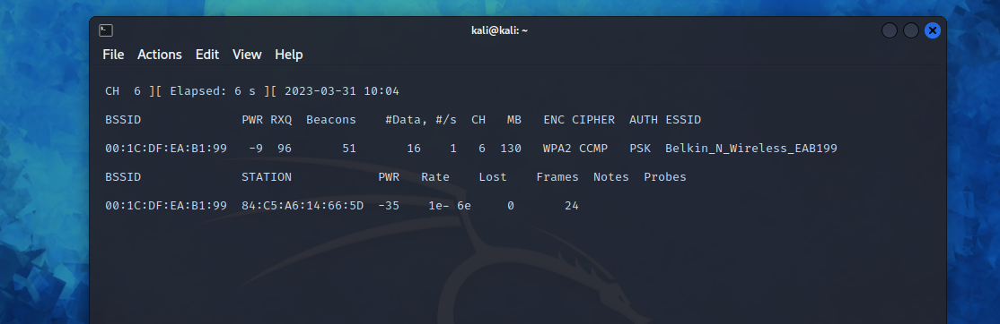 kali@kali: ~
File Actions Edit View Help
CH  6 ][ Elapsed: 6 s ][ 2023-03-31 10:04
BSSID              PWR RXQ  Beacons    #Data, #/s  CH   MB   ENC CIPHER  AUTH ESSID
00:1C:DF:EA:B1:99   -9  96       51       16    1   6  130   WPA2 CCMP   PSK  Belkin_N_Wireless_EAB199
BSSID              STATION            PWR   Rate    Lost    Frames  Notes  Probes
00:1C:DF:EA:B1:99  84:C5:A6:14:66:5D  -35    1e- 6e     0       24